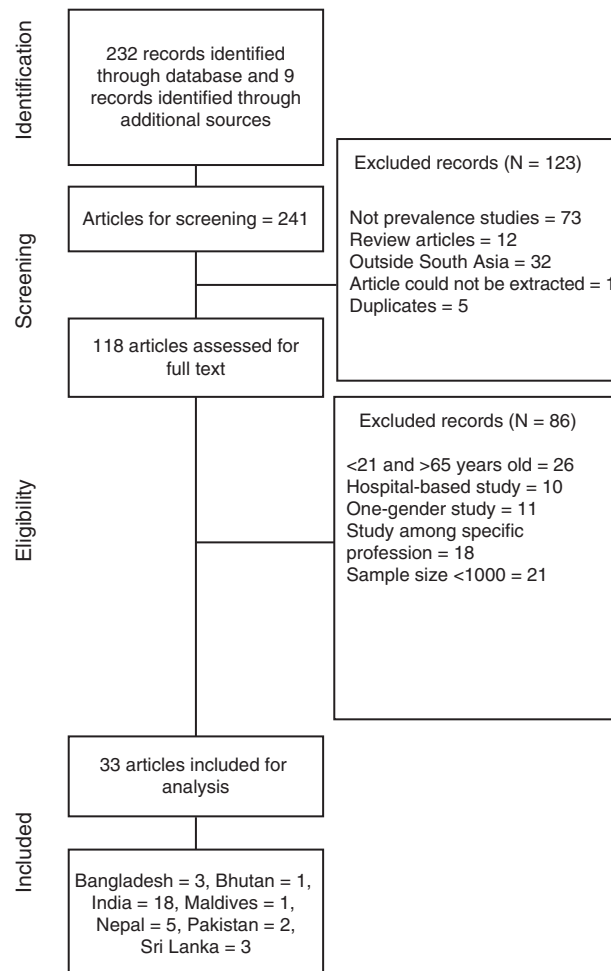 Identification
232 records identified
through database and 9
records identified through
additional sources
Screening
Articles for screening = 241
Excluded records (N = 123)
Not prevalence studies = 73
Review articles = 12
Outside South Asia = 32
Article could not be extracted = 1
Duplicates = 5
118 articles assessed for
full text
Eligibility
Excluded records (N = 86)
<21 and >65 years old = 26
Hospital-based study = 10
One-gender study = 11
Study among specific
profession = 18
Sample size <1000 = 21
33 articles included for
analysis
Included
Bangladesh = 3, Bhutan = 1,
India = 18, Maldives = 1,
Nepal = 5, Pakistan = 2,
Sri Lanka = 3